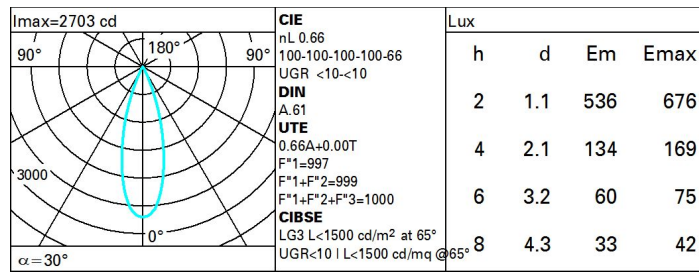 Imax=2703 cd
90° 180° 90°
3000
0°
α=30°
CIE
nL 0.66
100-100-100-100-66
UGR <10-<10
DIN
A.61
UTE
0.66A+0.00T
F"1=997
F"1+F"2=999
F"1+F"2+F"3=1000
CIBSE
LG3 L<1500 cd/m² at 65°
UGR<10 | L<1500 cd/mq @65°
Lux
h d Em Emax
2 1.1 536 676
4 2.1 134 169
6 3.2 60 75
8 4.3 33 42